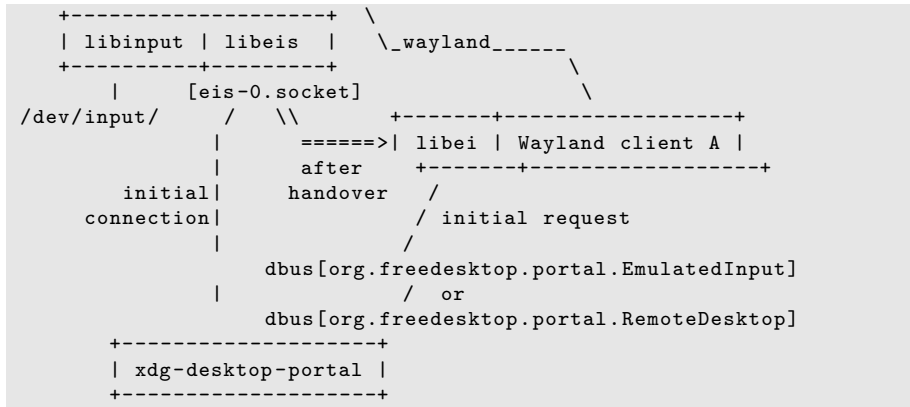 +--------------------+  \
| libinput | libeis  |   \_wayland______
+----------+---------+                  \
    |     [eis-0.socket]                 \
/dev/input/     /   \\       +-------+------------------+
                |      ======>| libei | Wayland client A |
                |      after    +-------+------------------+
        initial|     handover   /
     connection|               / initial request
                |             /
                    dbus[org.freedesktop.portal.EmulatedInput]
                |             /  or
                    dbus[org.freedesktop.portal.RemoteDesktop]
+--------------------+
| xdg-desktop-portal |
+--------------------+